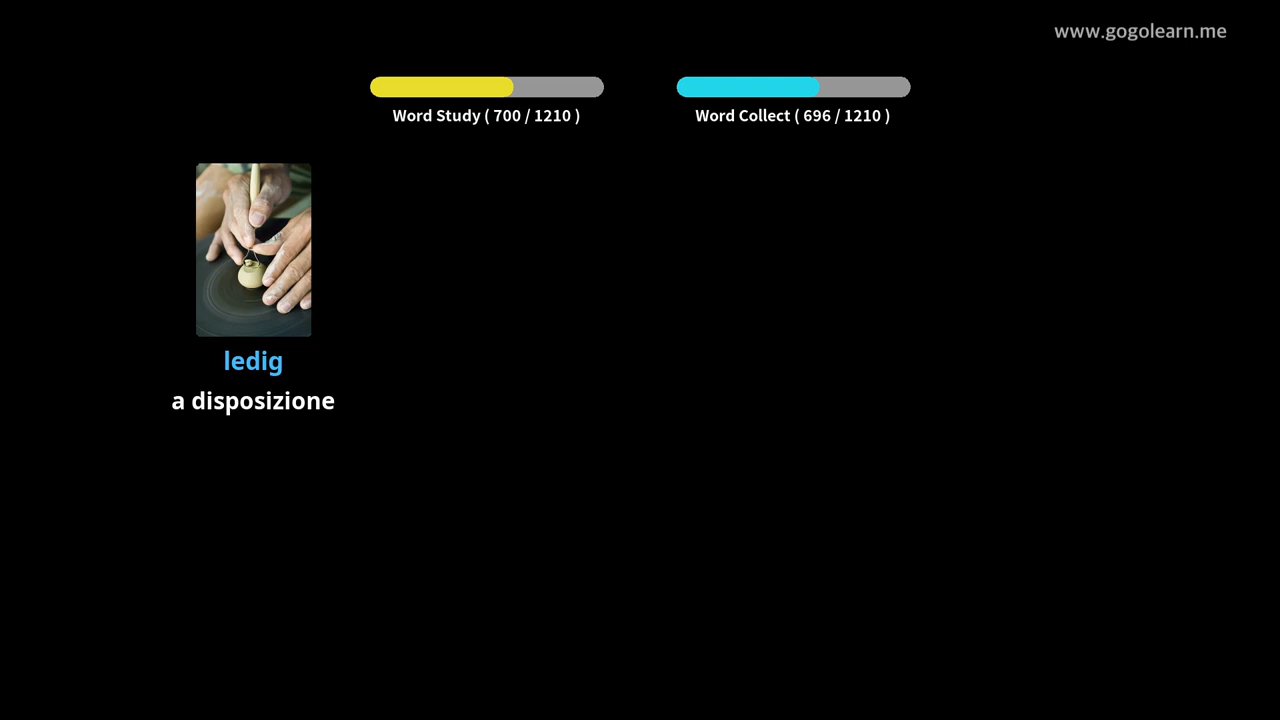 www.gogolearn.me
Word Study ( 700 / 1210 )
Word Collect ( 696 / 1210 )
ledig
a disposizione